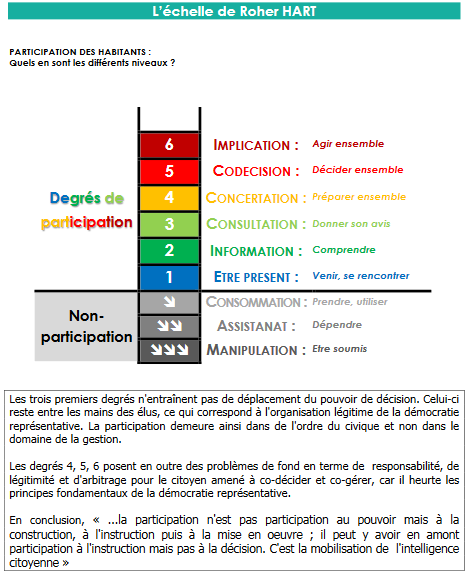 L'échelle de Roher HART
PARTICIPATION DES HABITANTS :
Quels en sont les différents niveaux ?
Degrés de
participation
6 IMPLICATION : Agir ensemble
5 CODECISION : Décider ensemble
4 CONCERTATION : Préparer ensemble
3 CONSULTATION : Donner son avis
2 INFORMATION : Comprendre
1 ETRE PRESENT : Venir, se rencontrer
Non-
participation
CONSOMMATION : Prendre, utiliser
ASSISTANAT : Dépendre
MANIPULATION : Etre soumis
Les trois premiers degrés n'entraînent pas de déplacement du pouvoir de décision. Celui-ci
reste entre les mains des élus, ce qui correspond à l'organisation légitime de la démocratie
représentative. La participation demeure ainsi dans de l'ordre du civique et non dans le
domaine de la gestion.
Les degrés 4, 5, 6 posent en outre des problèmes de fond en terme de responsabilité, de
légitimité et d'arbitrage pour le citoyen amené à co-décider et co-gérer, car il heurte les
principes fondamentaux de la démocratie représentative.
En conclusion, « ...la participation n'est pas participation au pouvoir mais à la
construction, à l'instruction puis à la mise en oeuvre ; il peut y avoir en amont
participation à l'instruction mais pas à la décision. C'est la mobilisation de l'intelligence
citoyenne »